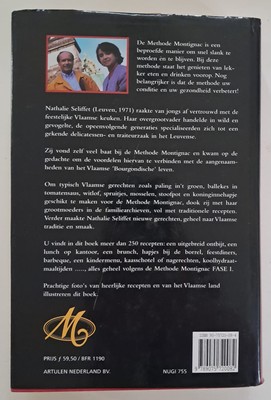 De Methode Montignac is een
beproefde manier om snel slank te
worden én te blijven. Bij deze
methode staat het genieten van lek-
ker eten en drinken voorop. Nog
belangrijker is dat de methode uw
conditie en uw gezondheid verbetert!
Nathalie Seliffet (Leuven, 1971) raakte van jongs af vertrouwd met de
feestelijke Vlaamse keuken. Haar overgrootvader handelde in wild en
gevogelte, de opeenvolgende generaties specialiseerden zich tot een
gekende delicatessen- en traiteurzaak in het Leuvense.
Zij vond zelf veel baat bij de Methode Montignac en kwam op de
gedachte om de voordelen hiervan te verbinden met de aangenaam-
heden van het Vlaamse 'Bourgondische' leven.
Om typisch Vlaamse gerechten zoals paling in't groen, ballekes in
tomatensaus, witlof, spruitjes, mosselen, stoofpot en koninginnehapje
geschikt te maken voor de Methode Montignac, dook zij met haar
grootmoeders in de familiearchieven, vol met traditionele recepten.
Verder maakte Nathalie Seliffet nieuwe gerechten, geheel naar Vlaamse
traditie en smaak.
U vindt in dit boek meer dan 250 recepten: een uitgebreid ontbijt, een
lunch op kantoor, een brunch, hapjes bij de borrel, feestdiners,
barbeque, een kindermenu, kaasschotel of nagerechten, koolhydraat-
maaltijden ....., alles geheel volgens de Methode Montignac FASE I.
Prachtige foto's van heerlijke recepten en van het Vlaamse land
illustreren dit boek.
M
PRIJS ƒ 59,50 / BFR 1190
ARTULEN NEDERLAND BV.
NUGI 755